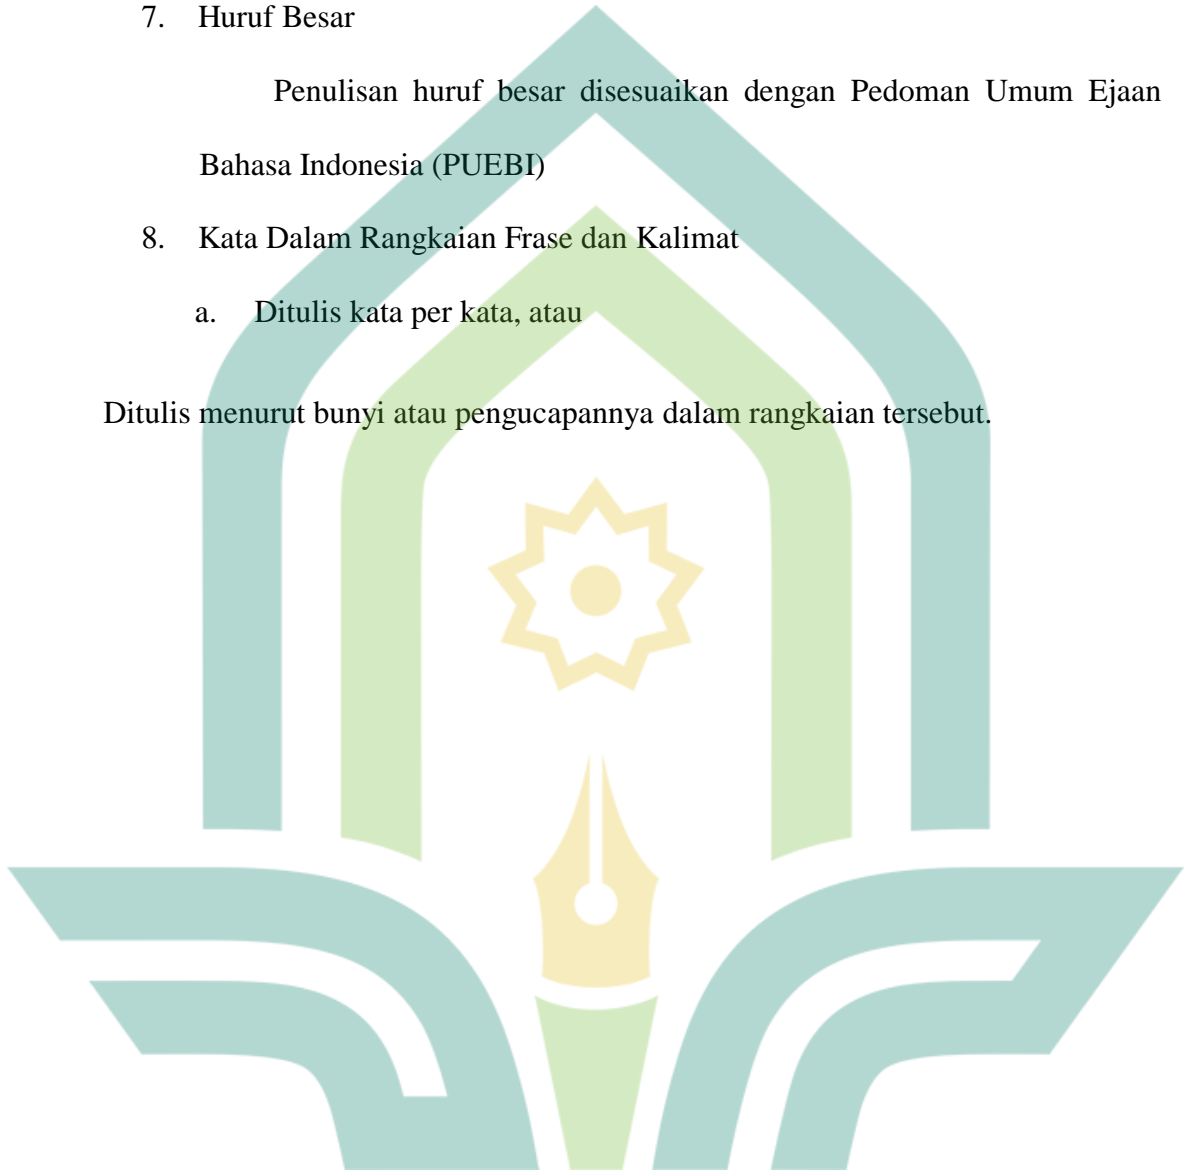 7. Huruf Besar
Penulisan huruf besar disesuaikan dengan Pedoman Umum Ejaan
Bahasa Indonesia (PUEBI)
8. Kata Dalam Rangkaian Frase dan Kalimat
a. Ditulis kata per kata, atau
Ditulis menurut bunyi atau pengucapannya dalam rangkaian tersebut.